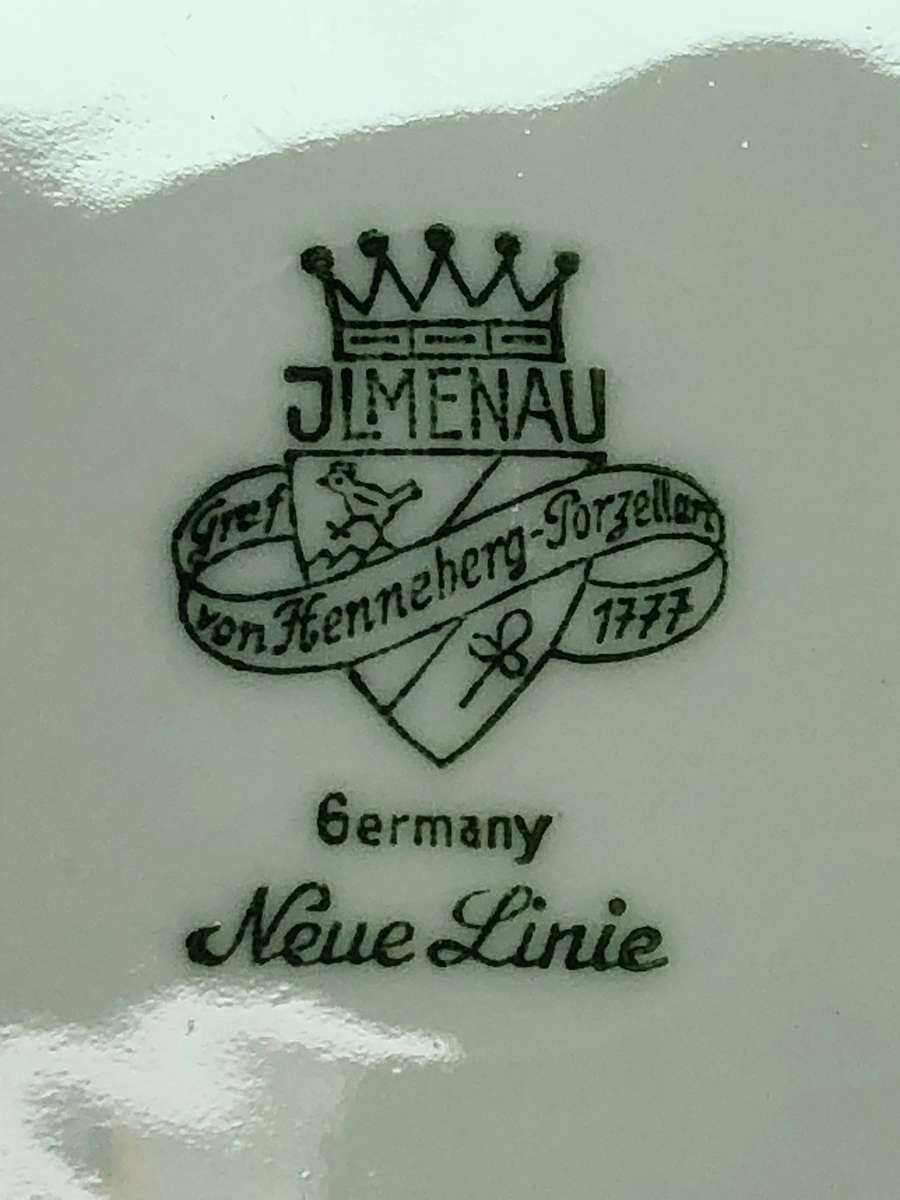 JLMENAU
Graf
von Henneberg-Porzellan
1777
Germany
Neue Linie